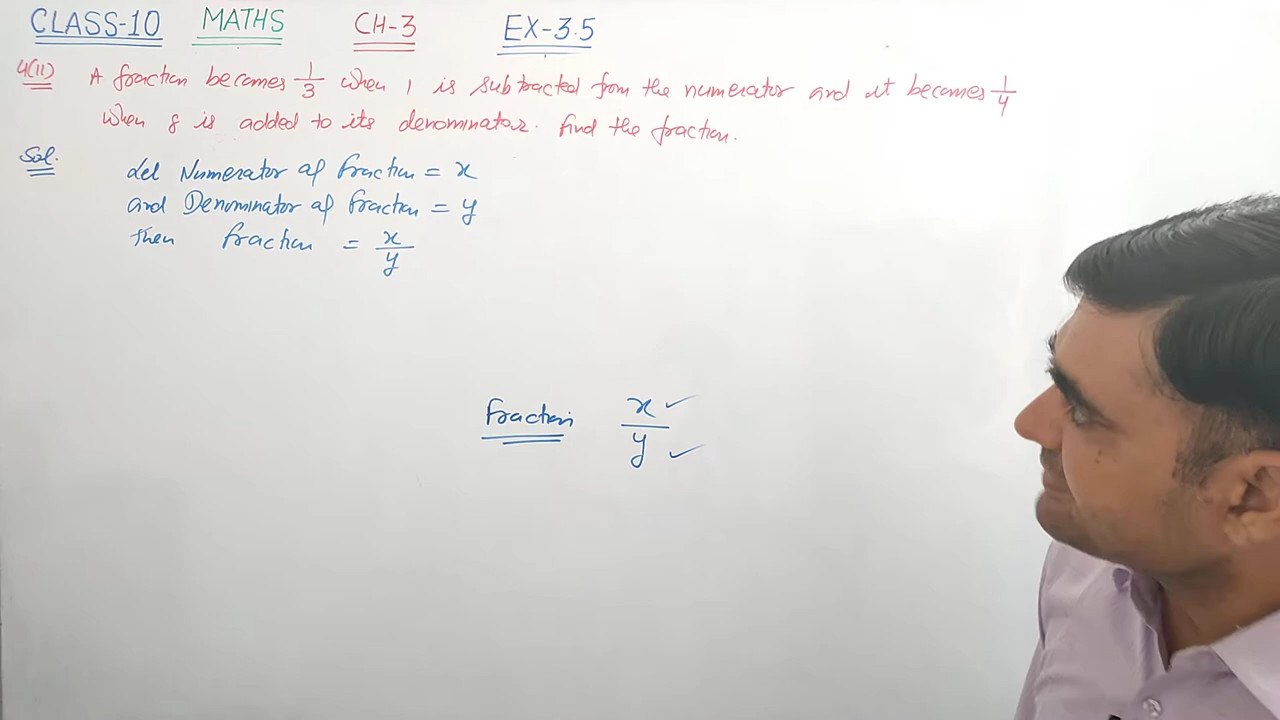 CLASS-10 MATHS CH-3 EX-3.5
4(ii) A fraction becomes 1/3 when 1 is subtracted from the numerator and it becomes 1/4
when 8 is added to its denominator. Find the fraction.
Sol. Let Numerator of fraction = x
and Denominator of fraction = y
then fraction = x/y
Fraction x/y